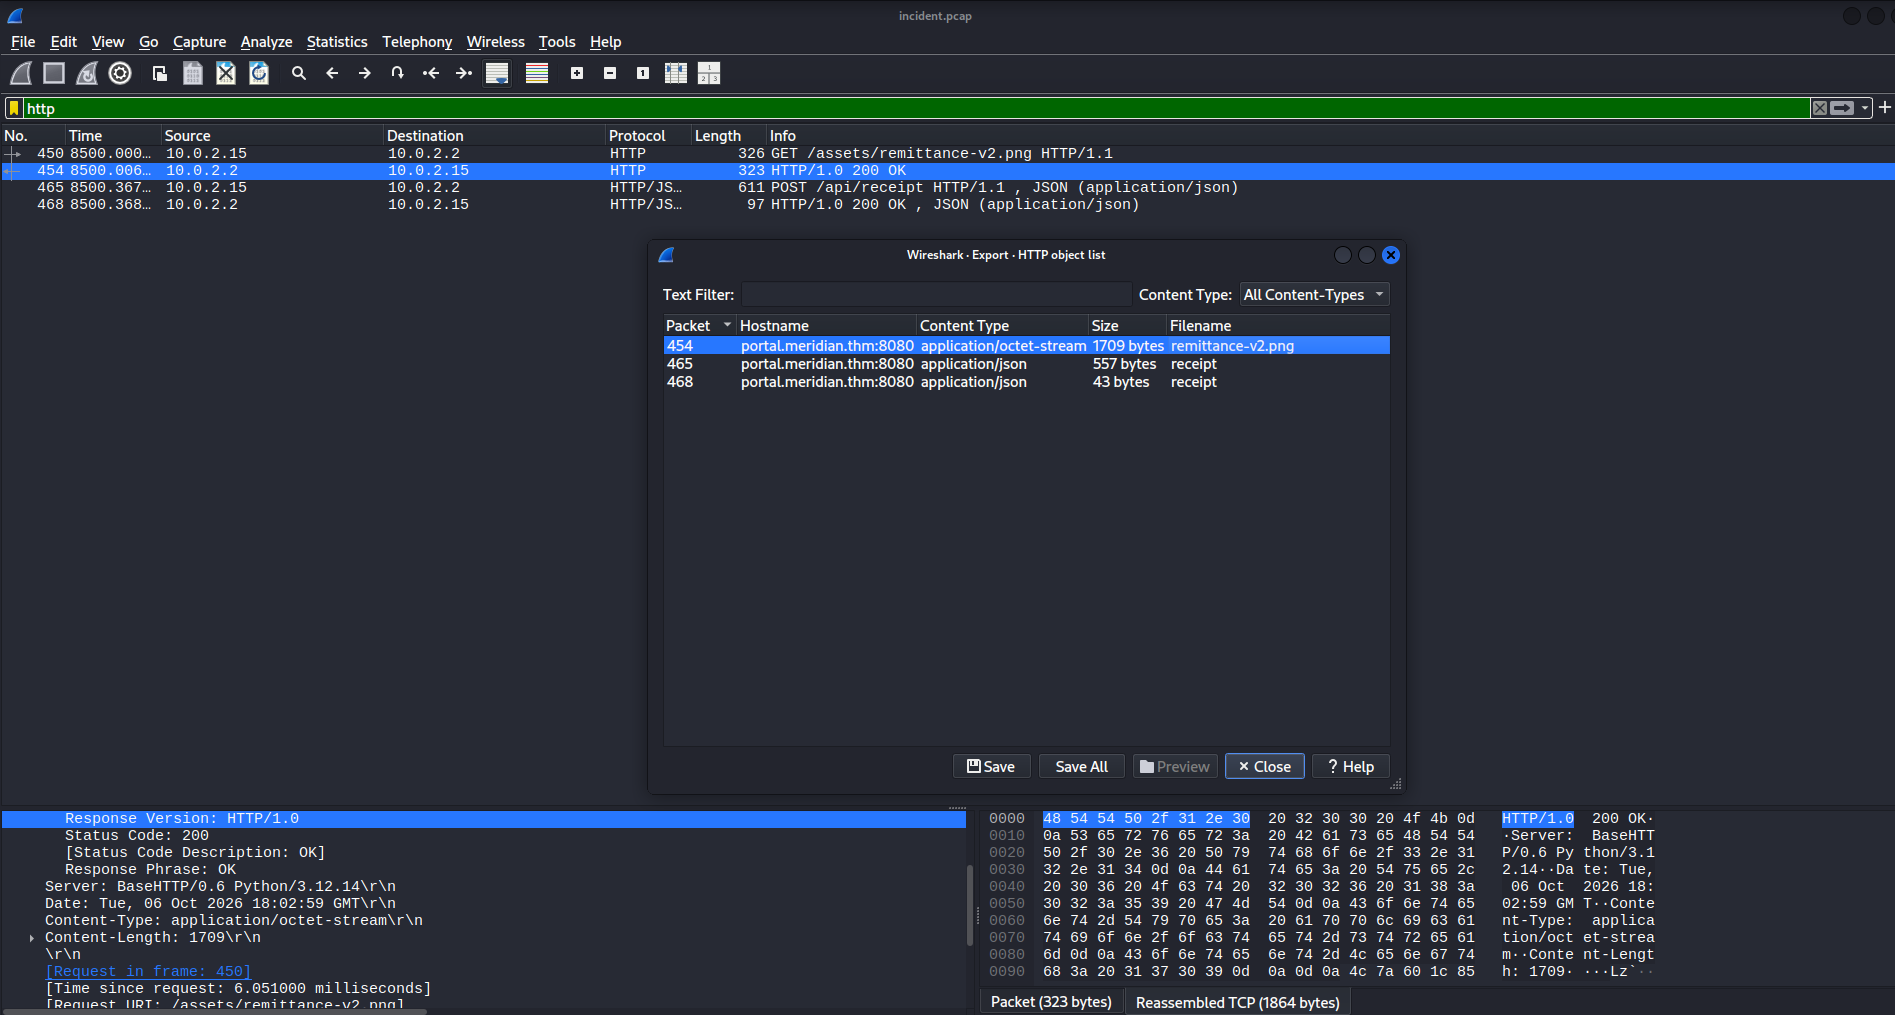 incident.pcap
File Edit View Go Capture Analyze Statistics Telephony Wireless Tools Help
http
No. Time Source Destination Protocol Length Info
450 8500.000… 10.0.2.15 10.0.2.2 HTTP 326 GET /assets/remittance-v2.png HTTP/1.1
454 8500.006… 10.0.2.2 10.0.2.15 HTTP 323 HTTP/1.0 200 OK
465 8500.367… 10.0.2.15 10.0.2.2 HTTP/JS… 611 POST /api/receipt HTTP/1.1 , JSON (application/json)
468 8500.368… 10.0.2.2 10.0.2.15 HTTP/JS… 97 HTTP/1.0 200 OK , JSON (application/json)
Wireshark · Export · HTTP object list
Text Filter: Content Type: All Content-Types
Packet Hostname Content Type Size Filename
454 portal.meridian.thm:8080 application/octet-stream 1709 bytes remittance-v2.png
465 portal.meridian.thm:8080 application/json 557 bytes receipt
468 portal.meridian.thm:8080 application/json 43 bytes receipt
Save Save All Preview Close Help
Response Version: HTTP/1.0
Status Code: 200
[Status Code Description: OK]
Response Phrase: OK
Server: BaseHTTP/0.6 Python/3.12.14\r\n
Date: Tue, 06 Oct 2026 18:02:59 GMT\r\n
Content-Type: application/octet-stream\r\n
Content-Length: 1709\r\n
\r\n
[Request in frame: 450]
[Time since request: 6.051000 milliseconds]
[Request URI: /assets/remittance-v2.png]
0000 48 54 54 50 2f 31 2e 30 20 32 30 30 20 4f 4b 0d HTTP/1.0 200 OK·
0010 0a 53 65 72 76 65 72 3a 20 42 61 73 65 48 54 54 ·Server: BaseHTT
0020 50 2f 30 2e 36 20 50 79 74 68 6f 6e 2f 33 2e 31 P/0.6 Py thon/3.1
0030 32 2e 31 34 0d 0a 44 61 74 65 3a 20 54 75 65 2c 2.14··Da te: Tue,
0040 20 30 36 20 4f 63 74 20 32 30 32 36 20 31 38 3a 06 Oct 2026 18:
0050 30 32 3a 35 39 20 47 4d 54 0d 0a 43 6f 6e 74 65 02:59 GM T··Conte
0060 6e 74 2d 54 79 70 65 3a 20 61 70 70 6c 69 63 61 nt-Type: applica
0070 74 69 6f 6e 2f 6f 63 74 65 74 2d 73 74 72 65 61 tion/oct et-strea
0080 6d 0d 0a 43 6f 6e 74 65 6e 74 2d 4c 65 6e 67 74 m··Conte nt-Lengt
0090 68 3a 20 31 37 30 39 0d 0a 0d 0a 4c 7a 60 1c 85 h: 1709· ···Lz`··
Packet (323 bytes) Reassembled TCP (1864 bytes)